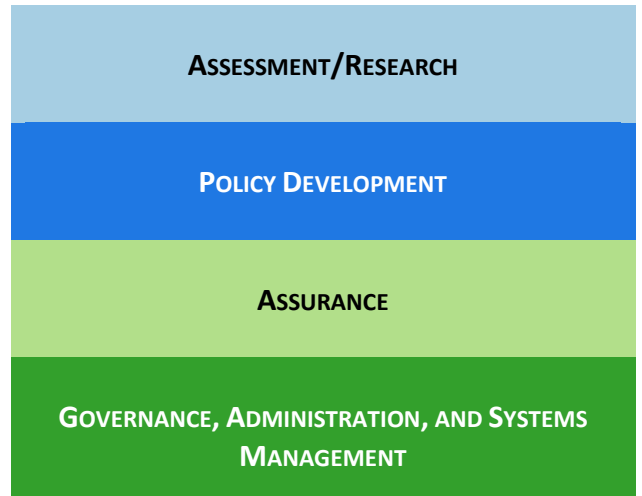 Assessment/Research
Policy Development
Assurance
Governance, Administration, and Systems
Management